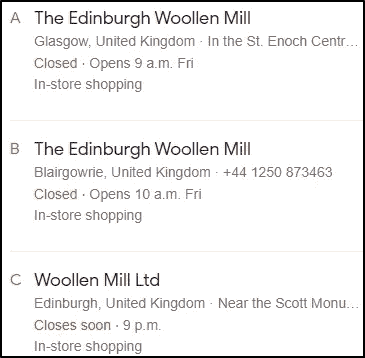 A The Edinburgh Woollen Mill
Glasgow, United Kingdom · In the St. Enoch Centr...
Closed · Opens 9 a.m. Fri
In-store shopping
B The Edinburgh Woollen Mill
Blairgowrie, United Kingdom · +44 1250 873463
Closed · Opens 10 a.m. Fri
In-store shopping
C Woollen Mill Ltd
Edinburgh, United Kingdom · Near the Scott Monu...
Closes soon · 9 p.m.
In-store shopping